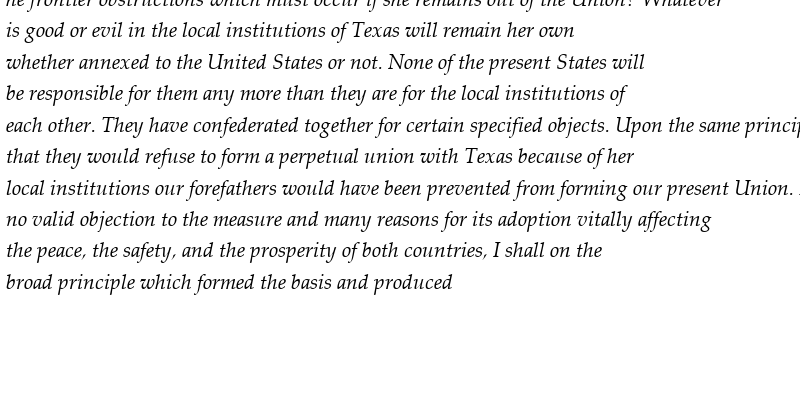 he frontier obstructions which must occur if she remains out of the Union? Whatever
is good or evil in the local institutions of Texas will remain her own
whether annexed to the United States or not. None of the present States will
be responsible for them any more than they are for the local institutions of
each other. They have confederated together for certain specified objects. Upon the same
that they would refuse to form a perpetual union with Texas because of her
local institutions our forefathers would have been prevented from forming our present Union.
no valid objection to the measure and many reasons for its adoption vitally affecting
the peace, the safety, and the prosperity of both countries, I shall on the
broad principle which formed the basis and produced